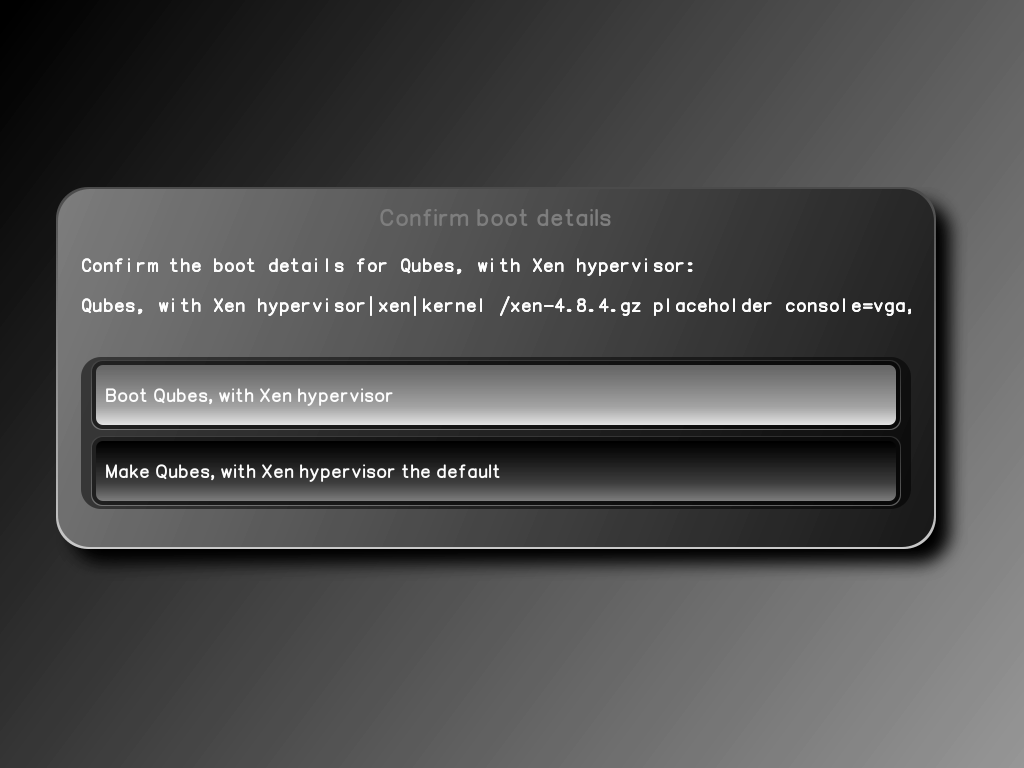 Confirm boot details
Confirm the boot details for Qubes, with Xen hypervisor:
Qubes, with Xen hypervisor|xen|kernel /xen-4.8.4.gz placeholder console=vga,
Boot Qubes, with Xen hypervisor
Make Qubes, with Xen hypervisor the default